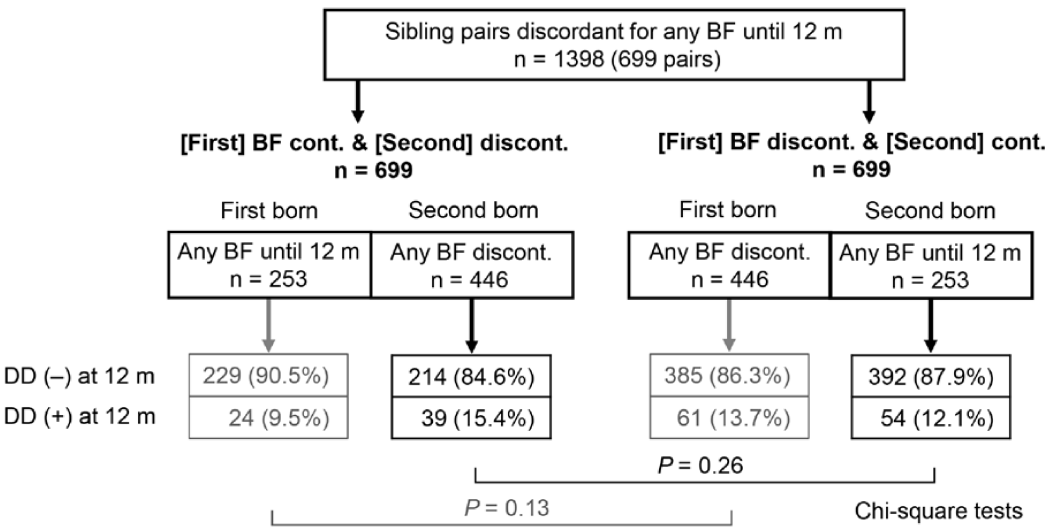 Sibling pairs discordant for any BF until 12 m
n = 1398 (699 pairs)
[First] BF cont. & [Second] discont.
n = 699
[First] BF discont. & [Second] cont.
n = 699
First born
Second born
First born
Second born
Any BF until 12 m
n = 253
Any BF discont.
n = 446
Any BF discont.
n = 446
Any BF until 12 m
n = 253
DD (–) at 12 m
229 (90.5%)
214 (84.6%)
385 (86.3%)
392 (87.9%)
DD (+) at 12 m
24 (9.5%)
39 (15.4%)
61 (13.7%)
54 (12.1%)
P = 0.26
P = 0.13
Chi-square tests